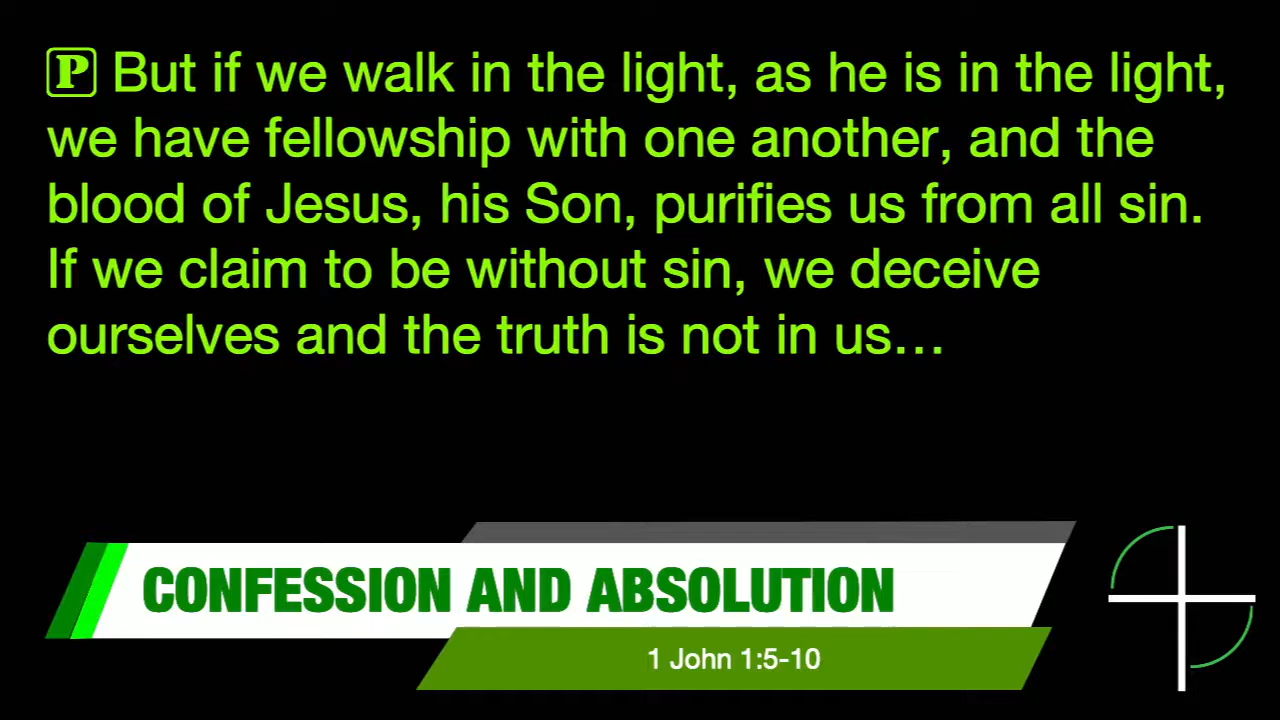 P But if we walk in the light, as he is in the light,
we have fellowship with one another, and the
blood of Jesus, his Son, purifies us from all sin.
If we claim to be without sin, we deceive
ourselves and the truth is not in us…
CONFESSION AND ABSOLUTION
1 John 1:5-10